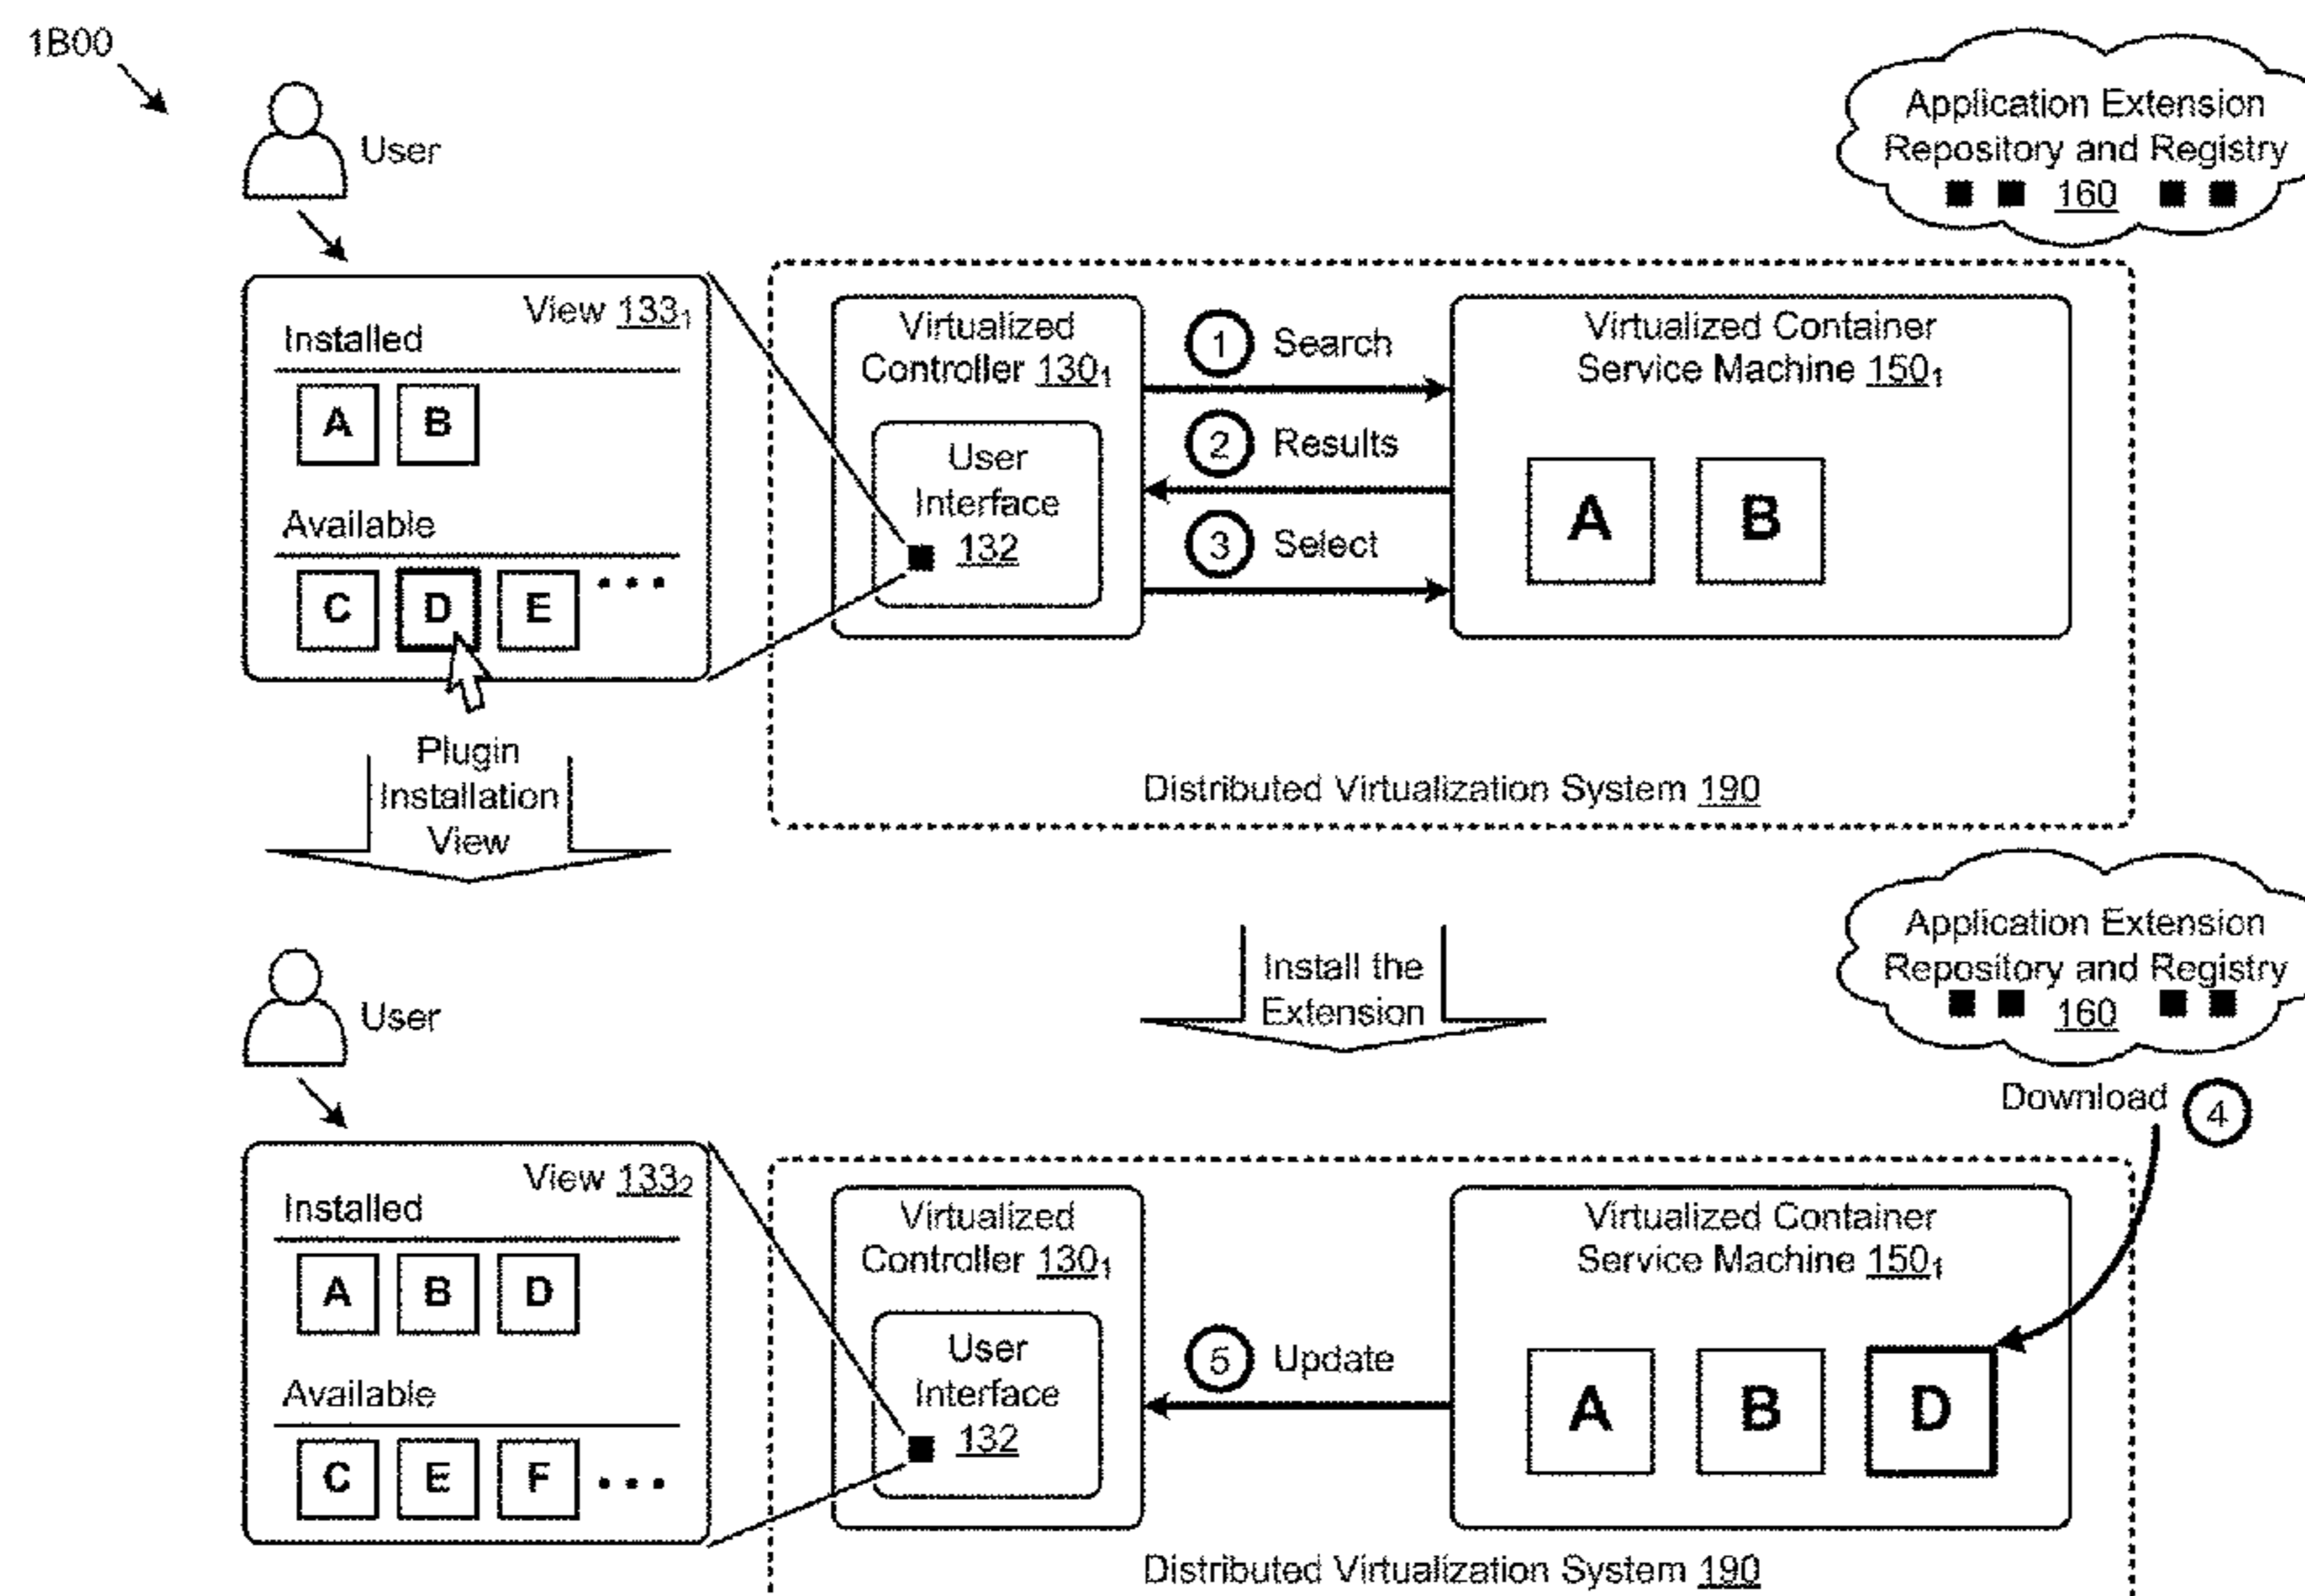 1B00
User
Application Extension
Repository and Registry
160
View 133₁
Installed
A B
Available
C D E •••
Virtualized
Controller 130₁
User
Interface
132
1 Search
2 Results
3 Select
Virtualized Container
Service Machine 150₁
A B
Distributed Virtualization System 190
Plugin
Installation
View
Install the
Extension
User
Application Extension
Repository and Registry
160
Download 4
View 133₂
Installed
A B D
Available
C E F •••
Virtualized
Controller 130₁
User
Interface
132
5 Update
Virtualized Container
Service Machine 150₁
A B D
Distributed Virtualization System 190